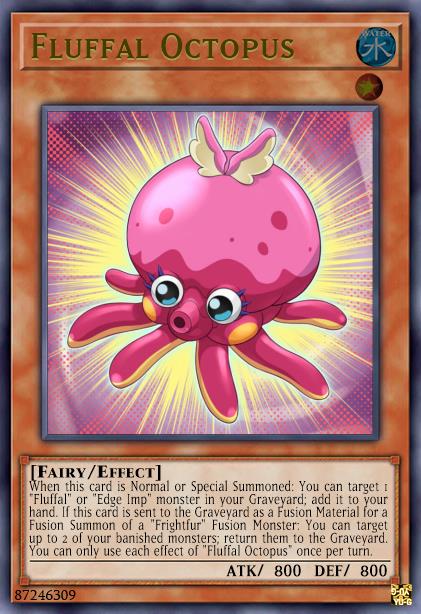 Fluffal Octopus
WATER
水
[Fairy/Effect]
When this card is Normal or Special Summoned: You can target 1
"Fluffal" or "Edge Imp" monster in your Graveyard; add it to your
hand. If this card is sent to the Graveyard as a Fusion Material for a
Fusion Summon of a "Frightfur" Fusion Monster: You can target
up to 2 of your banished monsters; return them to the Graveyard.
You can only use each effect of "Fluffal Octopus" once per turn.
ATK/ 800 DEF/ 800
87246309